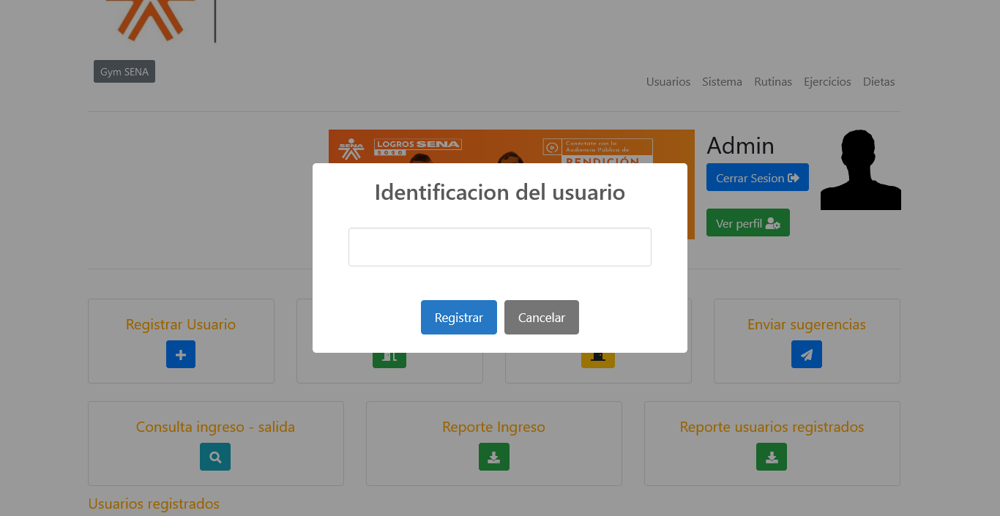 Gym SENA
Usuarios Sistema Rutinas Ejercicios Dietas
SENA
LOGROS SENA
2020
Conéctate con la
Audiencia Pública de
RENDICIÓN
Admin
Cerrar Sesion
Ver perfil
Identificacion del usuario
Registrar Cancelar
Registrar Usuario
Enviar sugerencias
Consulta ingreso - salida
Reporte Ingreso
Reporte usuarios registrados
Usuarios registrados